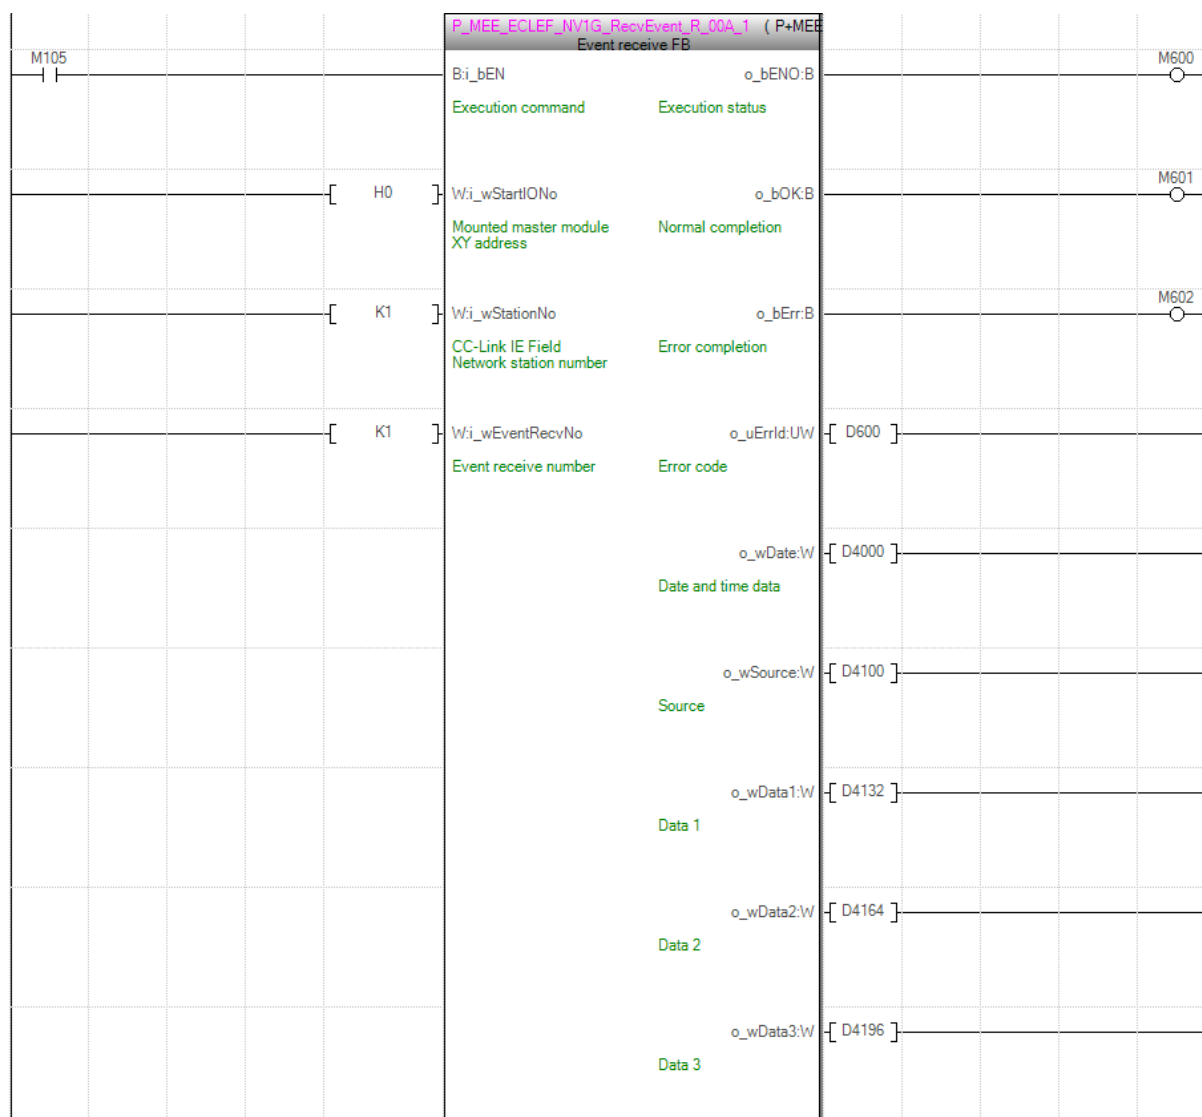 P_MEE_ECLEF_NV1G_RecvEvent_R_00A_1 ( P+MEE
Event receive FB
M105
B:i_bEN
o_bENO:B
M600
Execution command
Execution status
H0
W:i_wStartIONo
o_bOK:B
M601
Mounted master module
XY address
Normal completion
K1
W:i_wStationNo
o_bErr:B
M602
CC-Link IE Field
Network station number
Error completion
K1
W:i_wEventRecvNo
o_uErrId:UW
D600
Event receive number
Error code
o_wDate:W
D4000
Date and time data
o_wSource:W
D4100
Source
o_wData1:W
D4132
Data 1
o_wData2:W
D4164
Data 2
o_wData3:W
D4196
Data 3